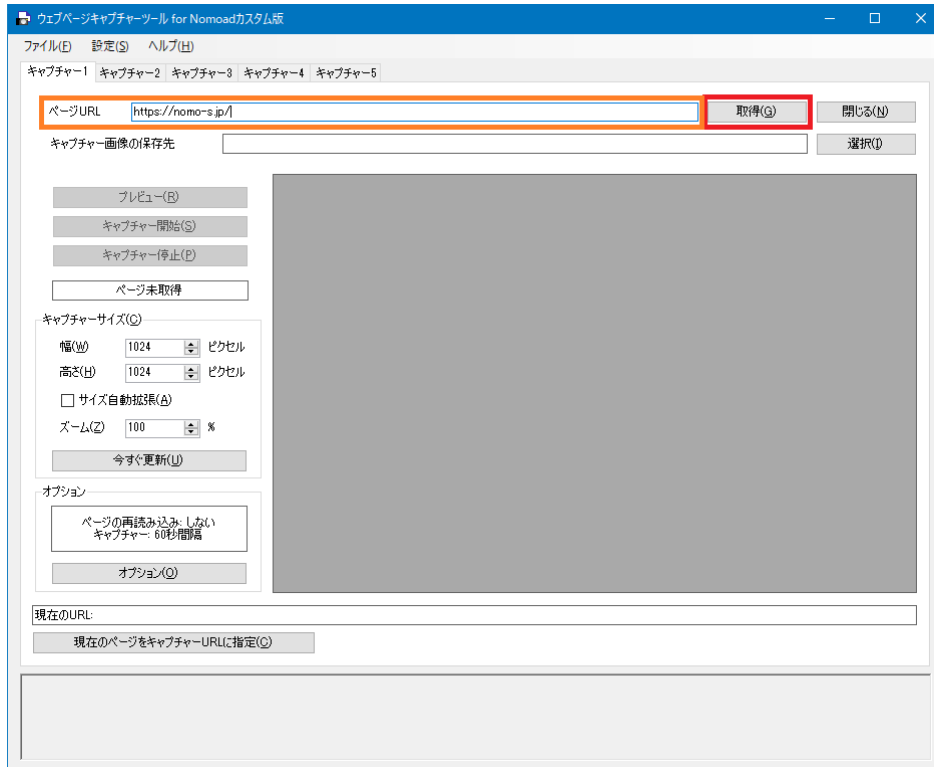 ウェブページキャプチャーツール for Nomoadカスタム版
ファイル(F) 設定(S) ヘルプ(H)
キャプチャー1 キャプチャー2 キャプチャー3 キャプチャー4 キャプチャー5
ページURL https://nomo-s.jp/ 取得(G) 閉じる(N)
キャプチャー画像の保存先 選択(I)
プレビュー(R)
キャプチャー開始(S)
キャプチャー停止(P)
ページ未取得
キャプチャーサイズ(C)
幅(W) 1024 ピクセル
高さ(H) 1024 ピクセル
サイズ自動拡張(A)
ズーム(Z) 100 %
今すぐ更新(U)
オプション
ページの再読み込み: しない
キャプチャー: 60秒間隔
オプション(O)
現在のURL:
現在のページをキャプチャーURLに指定(C)